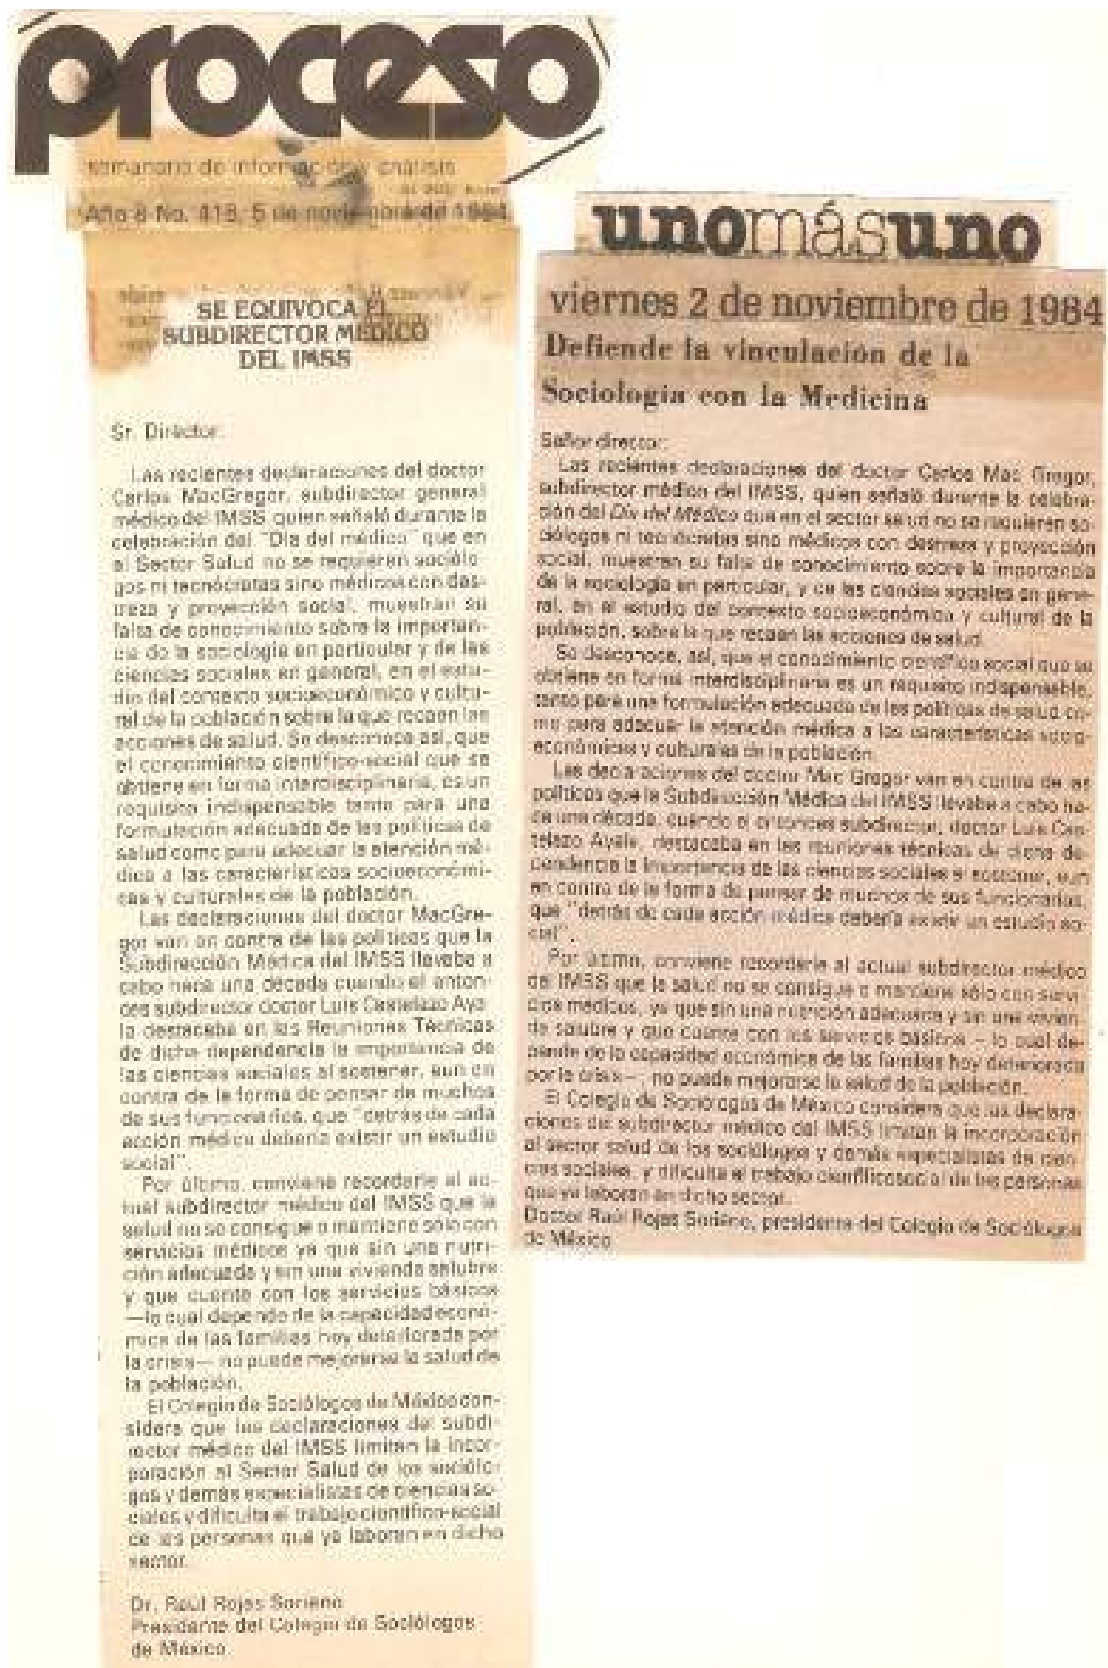 proceso
semanario de información y análisis
Año 8 No. 418, 5 de noviembre de 1984
SE EQUIVOCA EL
SUBDIRECTOR MEDICO
DEL IMSS
Sr. Director:
Las recientes declaraciones del doctor
Carlos MacGregor, subdirector general
médico del IMSS, quien señaló durante la
celebración del "Día del médico" que en
el Sector Salud no se requieren sociólo-
gos ni tecnócratas sino médicos con des-
treza y proyección social, muestran su
falta de conocimiento sobre la importan-
cia de la sociología en particular y de las
ciencias sociales en general, en el estu-
dio del contexto socioeconómico y cultu-
ral de la población sobre la que recaen las
acciones de salud. Se desconoce así, que
el conocimiento científico-social que se
obtiene en forma interdisciplinaria, es un
requisito indispensable tanto para una
formulación adecuada de las políticas de
salud como para adecuar la atención mé-
dica a las características socioeconómi-
cas y culturales de la población.
Las declaraciones del doctor MacGre-
gor van en contra de las políticas que la
Subdirección Médica del IMSS llevaba a
cabo hace una década cuando el enton-
ces subdirector doctor Luis Castelazo Aya-
la destacaba en las Reuniones Técnicas
de dicha dependencia la importancia de
las ciencias sociales al sostener, aun en
contra de la forma de pensar de muchos
de sus funcionarios, que "detrás de cada
acción médica debería existir un estudio
social".
Por último, conviene recordarle al ac-
tual subdirector médico del IMSS que la
salud no se consigue o mantiene sólo con
servicios médicos ya que sin una nutri-
ción adecuada y sin una vivienda salubre
y que cuente con los servicios básicos
—lo cual depende de la capacidad econó-
mica de las familias hoy deteriorada por
la crisis— no puede mejorarse la salud de
la población.
El Colegio de Sociólogos de México con-
sidera que las declaraciones del subdi-
rector médico del IMSS limitan la incor-
poración al Sector Salud de los sociólo-
gos y demás especialistas de ciencias so-
ciales y dificulta el trabajo científico-social
de las personas que ya laboran en dicho
sector.
Dr. Raúl Rojas Soriano
Presidente del Colegio de Sociólogos
de México
unomásuno
viernes 2 de noviembre de 1984
Defiende la vinculación de la
Sociología con la Medicina
Señor director:
Las recientes declaraciones del doctor Carlos Mac Gregor,
subdirector médico del IMSS, quien señaló durante la celebra-
ción del Día del Médico que en el sector salud no se requieren so-
ciólogos ni tecnócratas sino médicos con destreza y proyección
social, muestran su falta de conocimiento sobre la importancia
de la sociología en particular, y de las ciencias sociales en gene-
ral, en el estudio del contexto socioeconómico y cultural de la
población, sobre la que recaen las acciones de salud.
Se desconoce, así, que el conocimiento científico social que se
obtiene en forma interdisciplinaria es un requisito indispensable,
tanto para una formulación adecuada de las políticas de salud co-
mo para adecuar la atención médica a las características socio-
económicas y culturales de la población.
Las declaraciones del doctor Mac Gregor van en contra de las
políticas que la Subdirección Médica del IMSS llevaba a cabo ha-
ce una década, cuando el entonces subdirector, doctor Luis Cas-
telazo Ayala, destacaba en las reuniones técnicas de dicha de-
pendencia la importancia de las ciencias sociales al sostener, aun
en contra de la forma de pensar de muchos de sus funcionarios,
que "detrás de cada acción médica debería existir un estudio so-
cial".
Por último, conviene recordarle al actual subdirector médico
del IMSS que la salud no se consigue o mantiene sólo con servi-
cios médicos, ya que sin una nutrición adecuada y sin una vivien-
da salubre y que cuente con los servicios básicos —lo cual de-
pende de la capacidad económica de las familias hoy deteriorada
por la crisis—, no puede mejorarse la salud de la población.
El Colegio de Sociólogos de México considera que las declara-
ciones del subdirector médico del IMSS limitan la incorporación
al sector salud de los sociólogos y demás especialistas de cien-
cias sociales, y dificulta el trabajo científicosocial de las personas
que ya laboran en dicho sector.
Doctor Raúl Rojas Soriano, presidente del Colegio de Sociólogos
de México